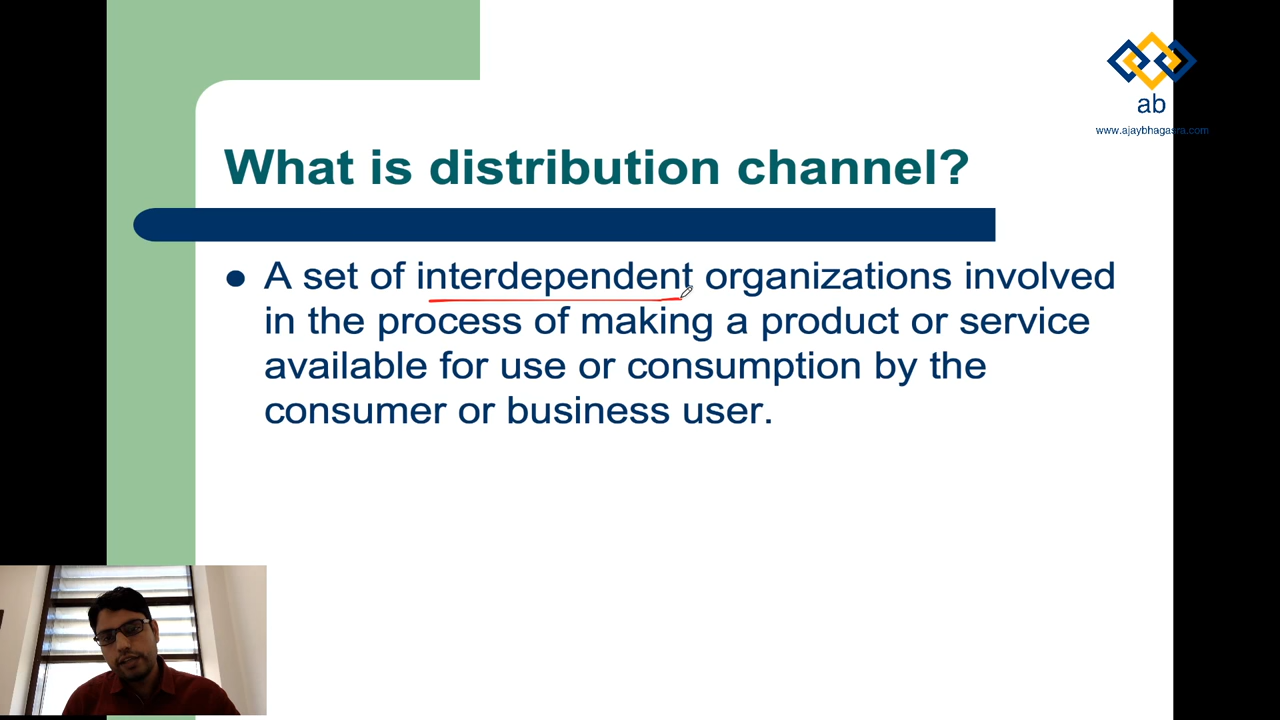 ab
www.ajaybhagasra.com
What is distribution channel?
A set of interdependent organizations involved
in the process of making a product or service
available for use or consumption by the
consumer or business user.